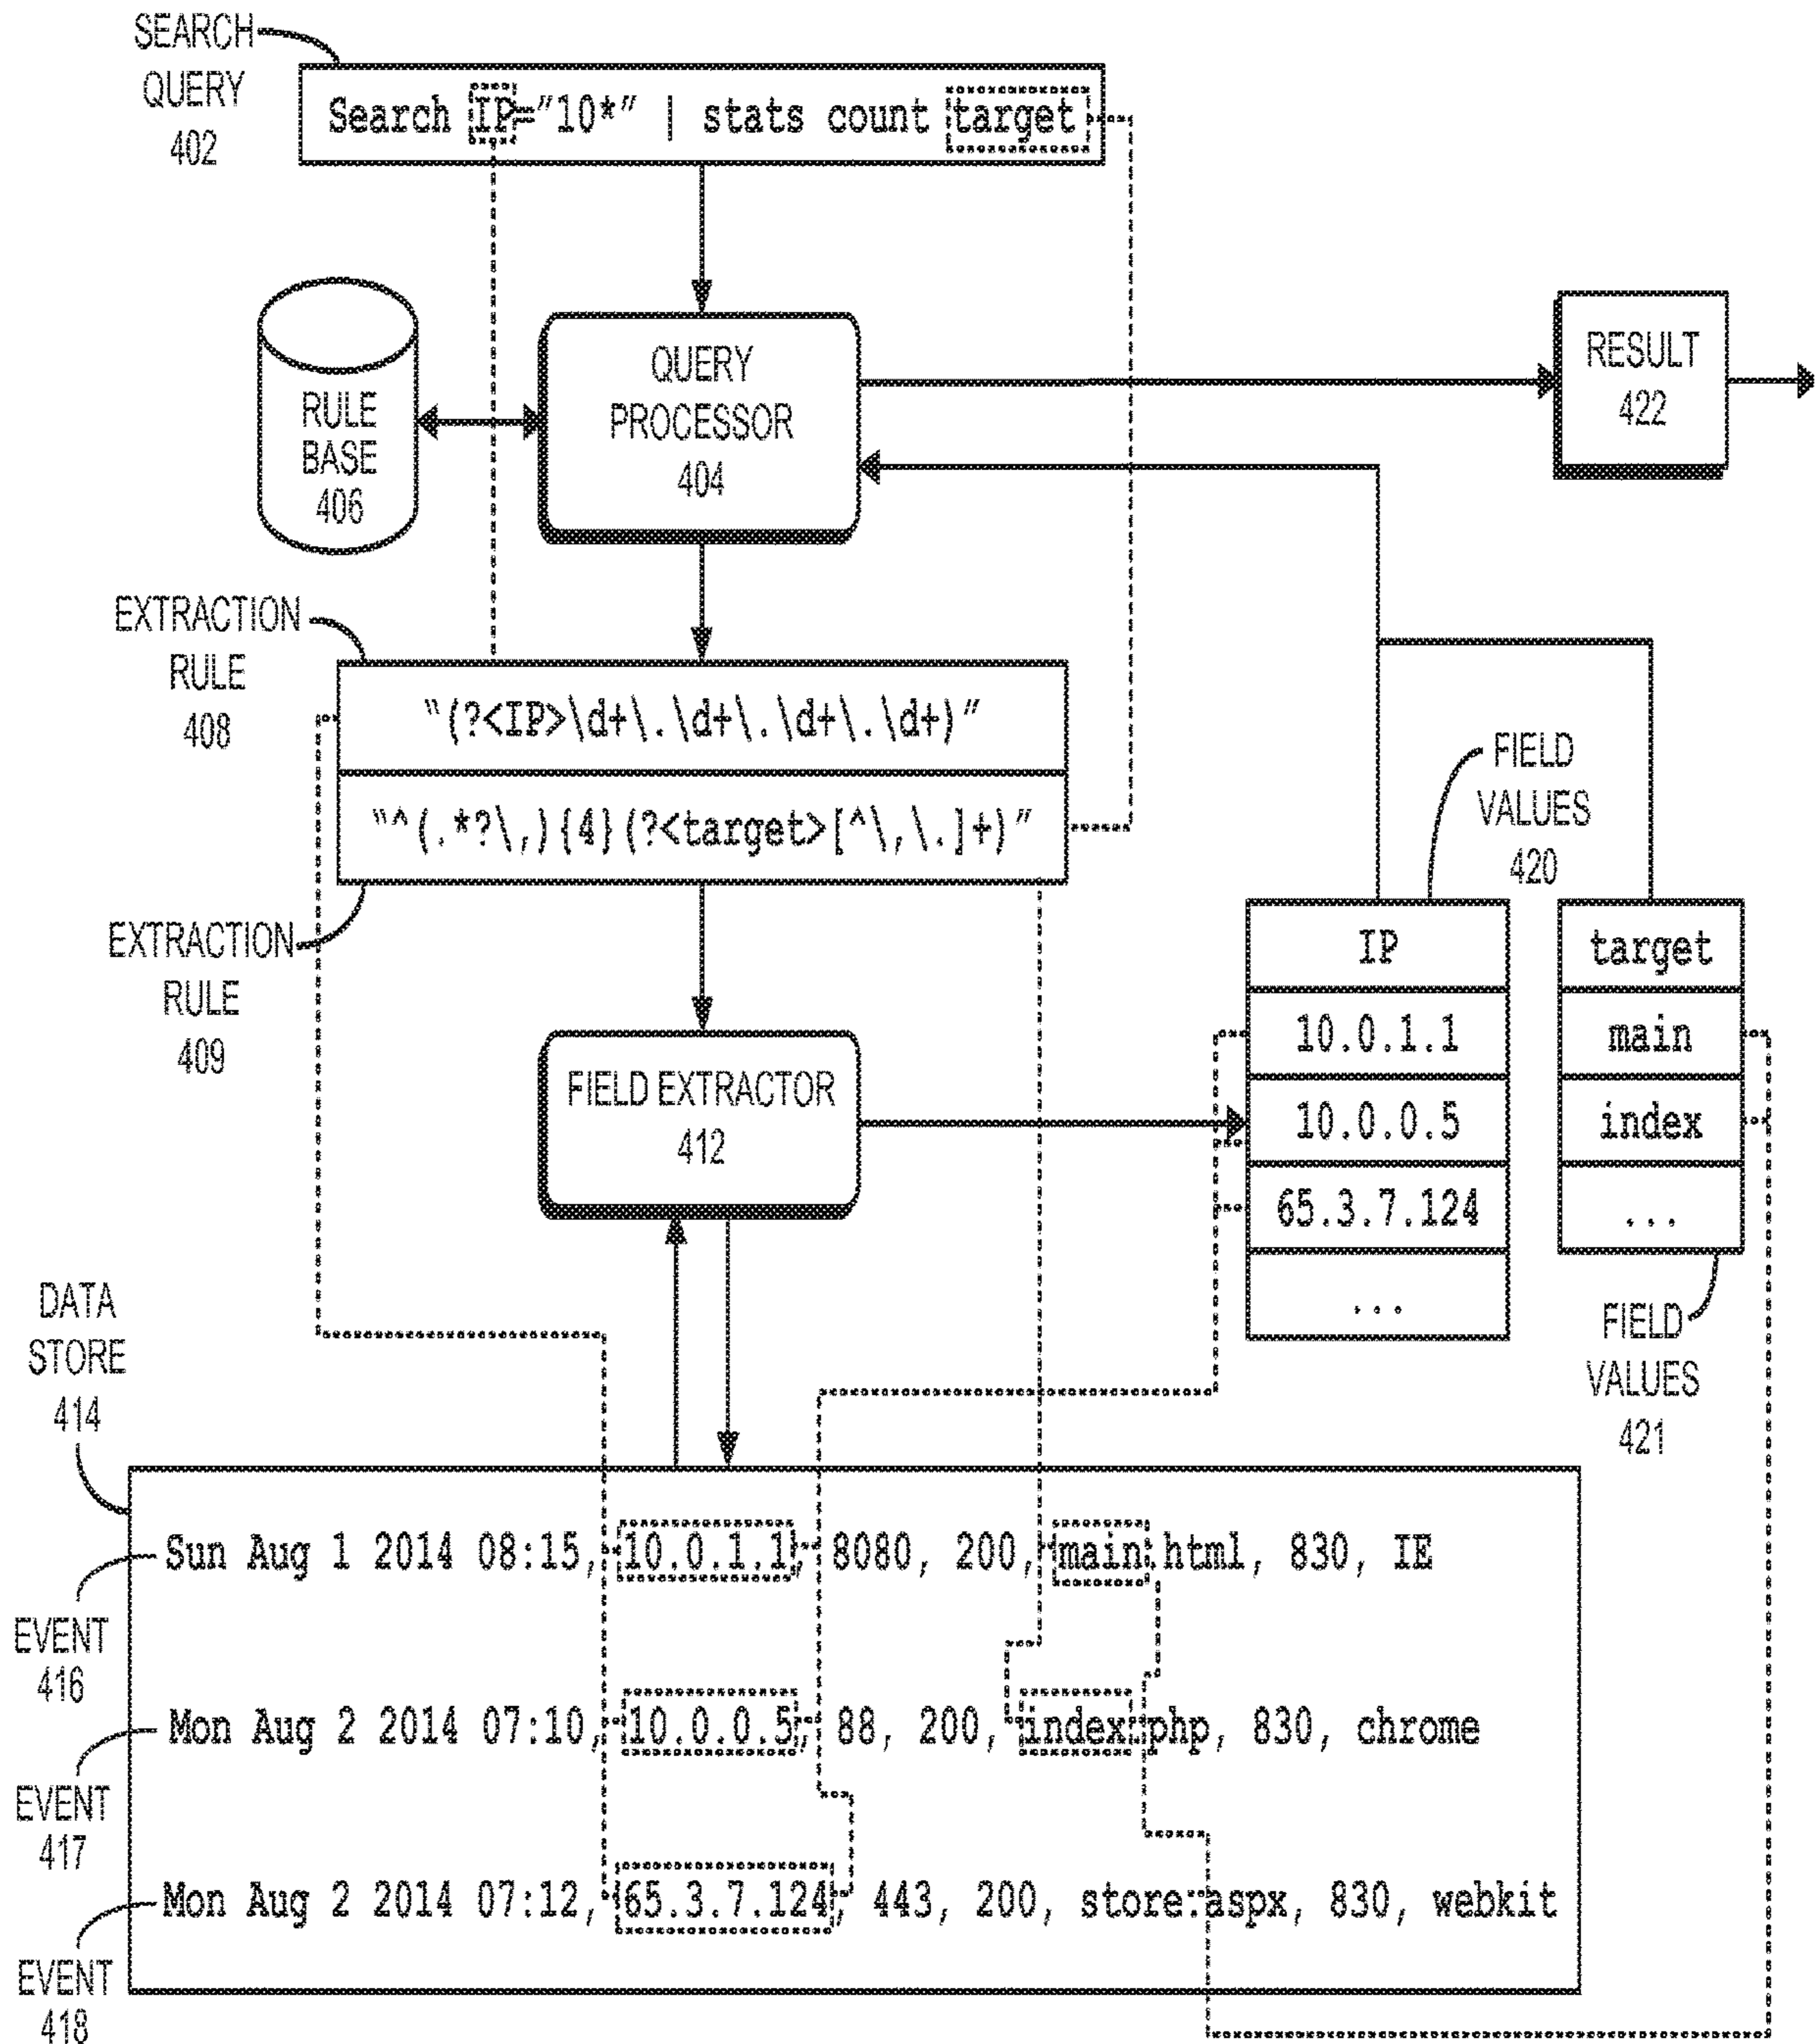 SEARCH
QUERY
402
Search IP="10*" | stats count target
RULE
BASE
406
QUERY
PROCESSOR
404
RESULT
422
EXTRACTION
RULE
408
"(?<IP>\d+\.\d+\.\d+\.\d+)"
"^(.*?\,){4}(?<target>[^\,\.]+)"
EXTRACTION
RULE
409
FIELD
VALUES
420
FIELD EXTRACTOR
412
IP
10.0.1.1
10.0.0.5
65.3.7.124
...
target
main
index
...
FIELD
VALUES
421
DATA
STORE
414
Sun Aug 1 2014 08:15, 10.0.1.1, 8080, 200, main.html, 830, IE
EVENT
416
Mon Aug 2 2014 07:10, 10.0.0.5, 88, 200, index.php, 830, chrome
EVENT
417
Mon Aug 2 2014 07:12, 65.3.7.124, 443, 200, store.aspx, 830, webkit
EVENT
418